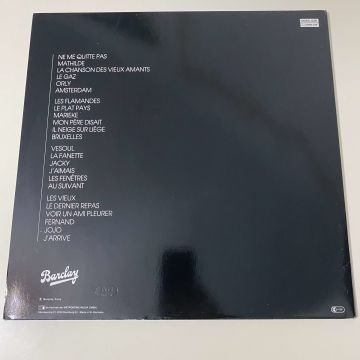 NE ME QUITTE PAS
MATHILDE
LA CHANSON DES VIEUX AMANTS
LE GAZ
ORLY
AMSTERDAM
LES FLAMANDES
LE PLAT PAYS
MARIEKE
MON PÈRE DISAIT
IL NEIGE SUR LIÈGE
BRUXELLES
VESOUL
LA FANETTE
JACKY
J'AIMAIS
LES FENÊTRES
AU SUIVANT
LES VIEUX
LE DERNIER REPAS
VOIR UN AMI PLEURER
FERNAND
JOJO
J'ARRIVE
Barclay